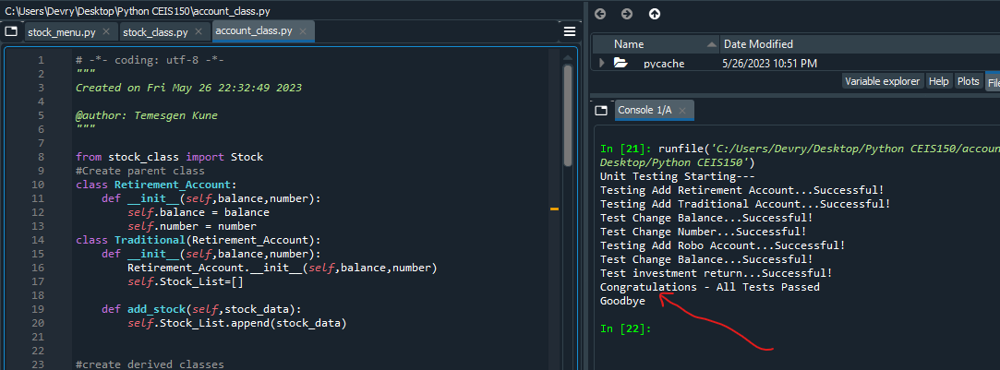 C:\Users\Devry\Desktop\Python CEIS150\account_class.py
stock_menu.py
stock_class.py
account_class.py
1 # -*- coding: utf-8 -*-
2 """
3 Created on Fri May 26 22:32:49 2023
4
5 @author: Temesgen Kune
6 """
7
8 from stock_class import Stock
9 #Create parent class
10 class Retirement_Account:
11     def __init__(self,balance,number):
12         self.balance = balance
13         self.number = number
14 class Traditional(Retirement_Account):
15     def __init__(self,balance,number):
16         Retirement_Account.__init__(self,balance,number)
17         self.Stock_List=[]
18
19     def add_stock(self,stock_data):
20         self.Stock_List.append(stock_data)
21
22
23 #create derived classes
Name Date Modified
pycache 5/26/2023 10:51 PM
Variable explorer Help Plots File
Console 1/A
In [21]: runfile('C:/Users/Devry/Desktop/Python CEIS150/accou
Desktop/Python CEIS150')
Unit Testing Starting---
Testing Add Retirement Account...Successful!
Testing Add Traditional Account...Successful!
Test Change Balance...Successful!
Test Change Number...Successful!
Testing Add Robo Account...Successful!
Test Change Balance...Successful!
Test investment return...Successful!
Congratulations - All Tests Passed
Goodbye
In [22]: